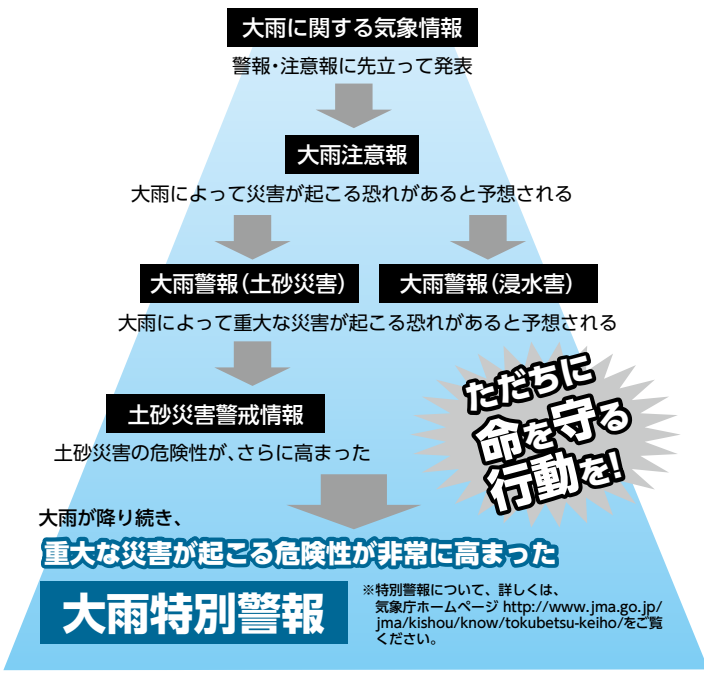 大雨に関する気象情報
警報・注意報に先立って発表
大雨注意報
大雨によって災害が起こる恐れがあると予想される
大雨警報(土砂災害)
大雨警報(浸水害)
大雨によって重大な災害が起こる恐れがあると予想される
土砂災害警戒情報
土砂災害の危険性が、さらに高まった
ただちに
命を守る
行動を!
大雨が降り続き、
重大な災害が起こる危険性が非常に高まった
大雨特別警報
※特別警報について、詳しくは、
気象庁ホームページ http://www.jma.go.jp/
jma/kishou/know/tokubetsu-keiho/をご覧
ください。